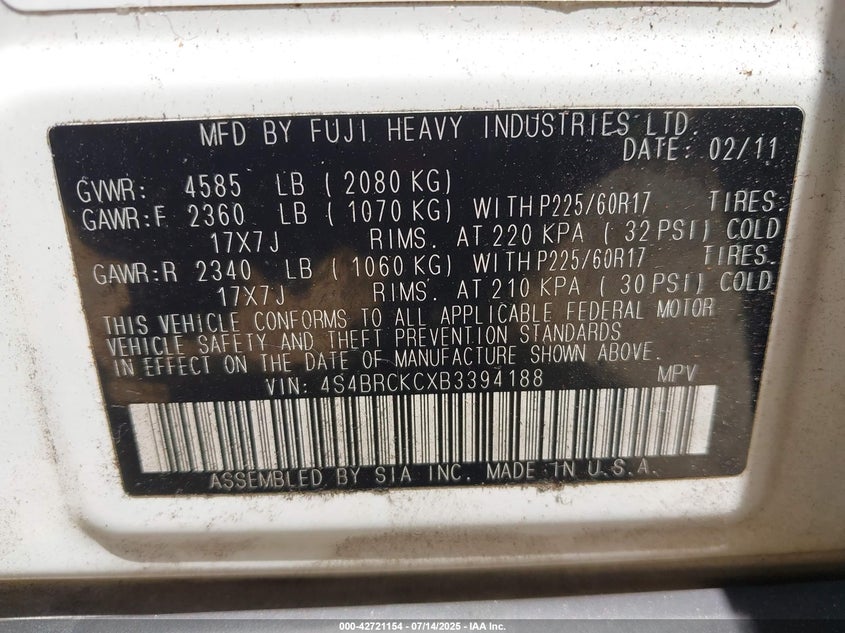 MFD BY FUJI HEAVY INDUSTRIES LTD.
DATE: 02/11
GVWR: 4585 LB ( 2080 KG)
GAWR:F 2360 LB ( 1070 KG) WITH P225/60R17 TIRES
17X7J RIMS. AT 220 KPA ( 32 PSI) COLD
GAWR:R 2340 LB ( 1060 KG) WITH P225/60R17 TIRES
17X7J RIMS. AT 210 KPA ( 30 PSI) COLD
THIS VEHICLE CONFORMS TO ALL APPLICABLE FEDERAL MOTOR
VEHICLE SAFETY AND THEFT PREVENTION STANDARDS
IN EFFECT ON THE DATE OF MANUFACTURE SHOWN ABOVE.
VIN: 4S4BRCKCXB3394188 MPV
ASSEMBLED BY SIA INC. MADE IN U.S.A.
000-42721154 - 07/14/2025 - IAA Inc.